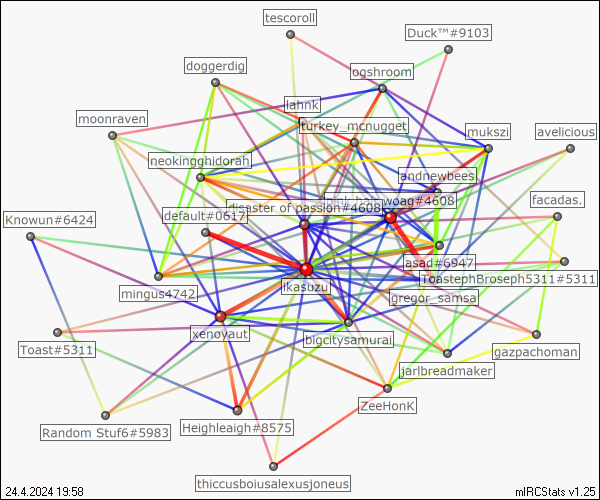 tescoroll
Duck™#9103
doggerdig
ogshroom
lahnk
moonraven
turkey_mcnugget
mukszi
avelicious
neokingghidorah
andnewbees
disaster of passion#4608
woag#4608
facadas.
Knowun#6424
default#0617
asad#6947
ToastephBroseph5311#5311
mingus4742
ikasuzu
gregor_samsa
xenovaut
bigcitysamurai
Toast#5311
gazpachoman
jarlbreadmaker
ZeeHonK
Random Stuf6#5983
Heighleaigh#8575
thiccusboiusalexusjoneus
24.4.2024 19:58
mIRCStats v1.25